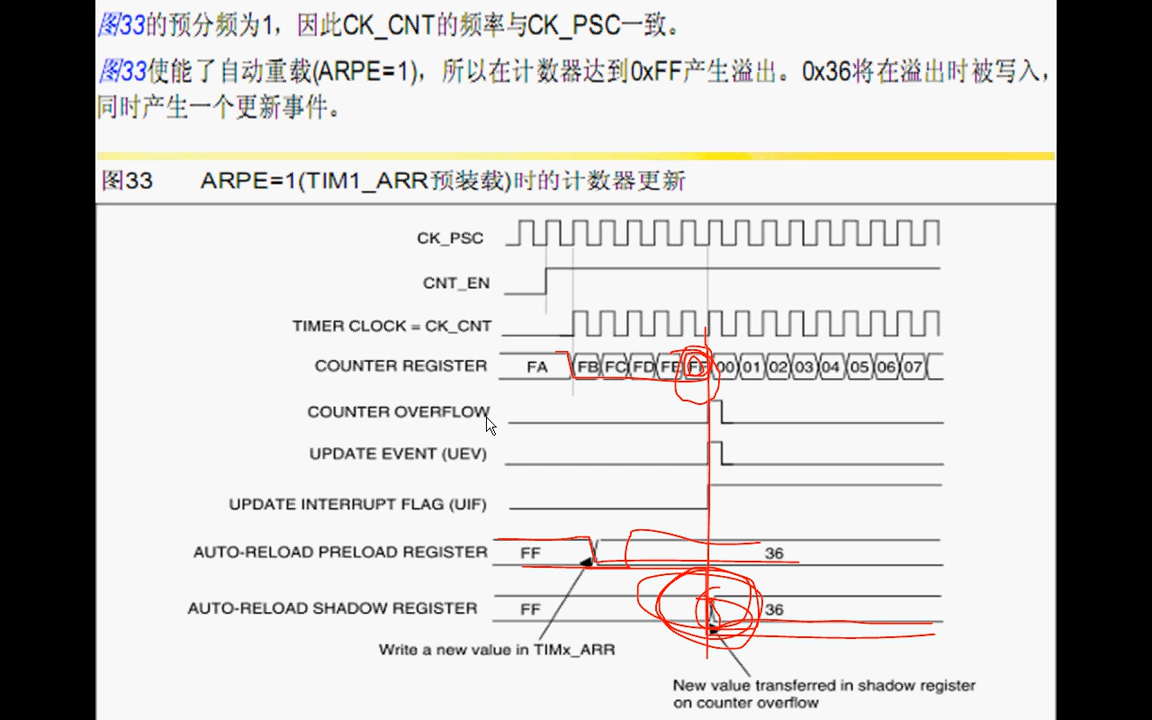 图33的预分频为1，因此CK_CNT的频率与CK_PSC一致。
图33使能了自动重载(ARPE=1)，所以在计数器达到0xFF产生溢出。0x36将在溢出时被写入，
同时产生一个更新事件。
图33 ARPE=1(TIM1_ARR预装载)时的计数器更新
CK_PSC
CNT_EN
TIMER CLOCK = CK_CNT
COUNTER REGISTER FA FB FC FD FE FF 00 01 02 03 04 05 06 07
COUNTER OVERFLOW
UPDATE EVENT (UEV)
UPDATE INTERRUPT FLAG (UIF)
AUTO-RELOAD PRELOAD REGISTER FF 36
AUTO-RELOAD SHADOW REGISTER FF 36
Write a new value in TIMx_ARR
New value transferred in shadow register
on counter overflow